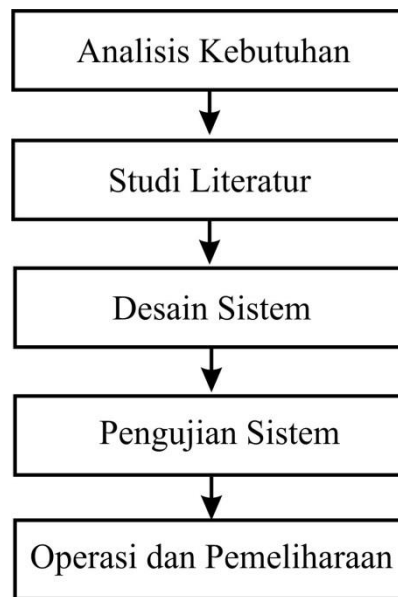 Analisis Kebutuhan
Studi Literatur
Desain Sistem
Pengujian Sistem
Operasi dan Pemeliharaan